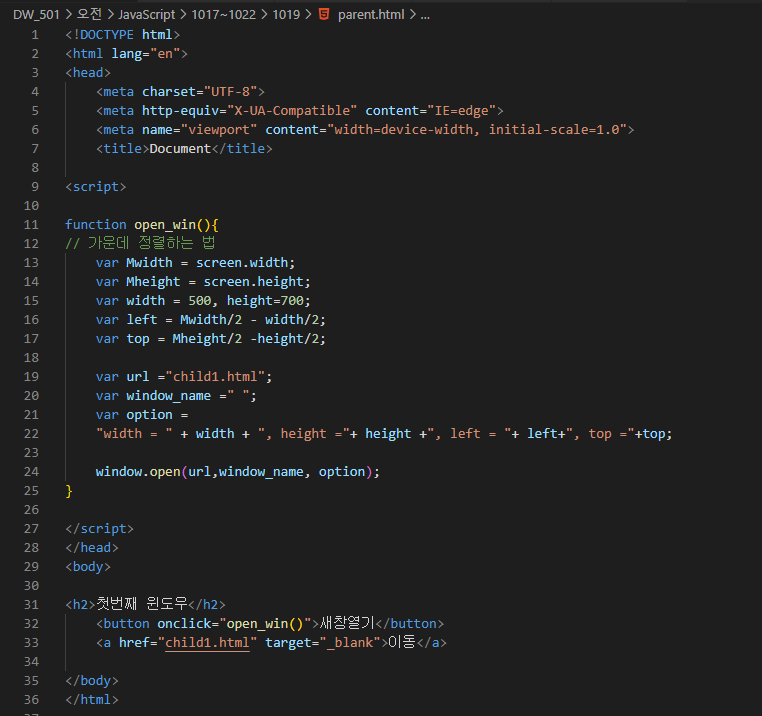 DW_501 > 오전 > JavaScript > 1017~1022 > 1019 > parent.html > ...
1 <!DOCTYPE html>
2 <html lang="en">
3 <head>
4 <meta charset="UTF-8">
5 <meta http-equiv="X-UA-Compatible" content="IE=edge">
6 <meta name="viewport" content="width=device-width, initial-scale=1.0">
7 <title>Document</title>
8
9 <script>
10
11 function open_win(){
12 // 가운데 정렬하는 법
13 var Mwidth = screen.width;
14 var Mheight = screen.height;
15 var width = 500, height=700;
16 var left = Mwidth/2 - width/2;
17 var top = Mheight/2 -height/2;
18
19 var url ="child1.html";
20 var window_name =" ";
21 var option =
22 "width = " + width + ", height ="+ height +", left = "+ left+", top ="+top;
23
24 window.open(url,window_name, option);
25 }
26
27 </script>
28 </head>
29 <body>
30
31 <h2>첫번째 윈도우</h2>
32 <button onclick="open_win()">새창열기</button>
33 <a href="child1.html" target="_blank">이동</a>
34
35 </body>
36 </html>
37